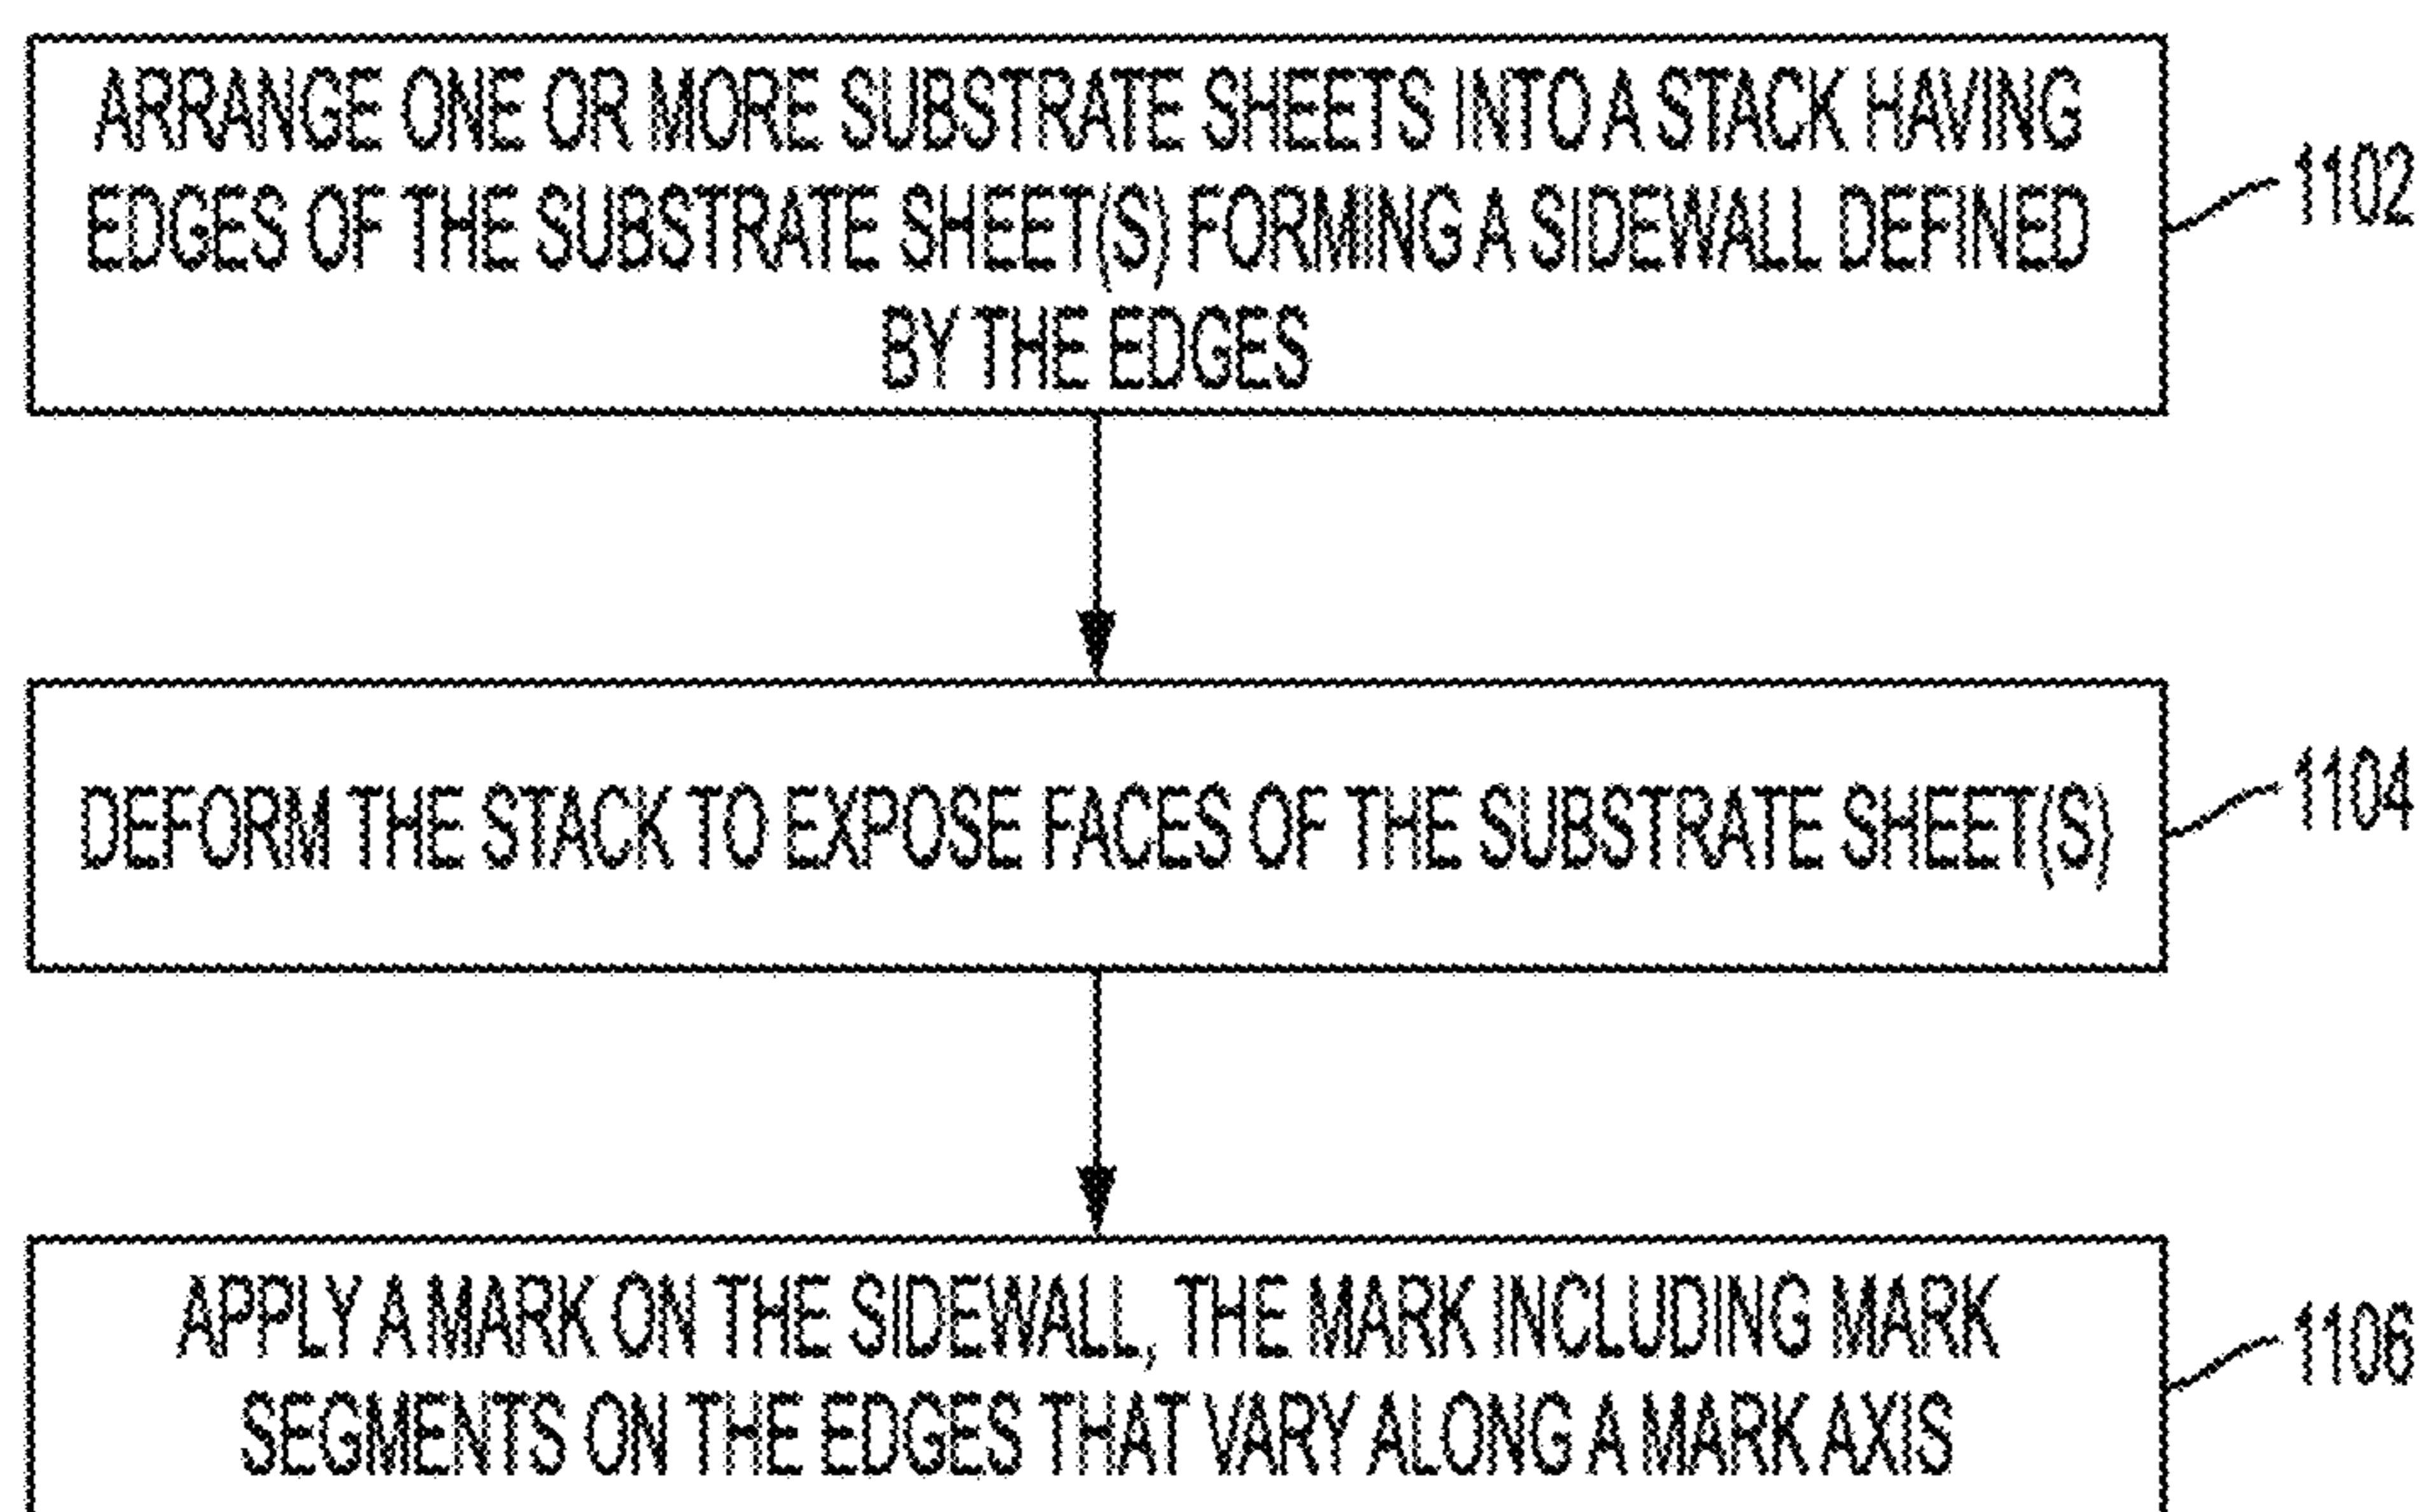 ARRANGE ONE OR MORE SUBSTRATE SHEETS INTO A STACK HAVING
EDGES OF THE SUBSTRATE SHEET(S) FORMING A SIDEWALL DEFINED
BY THE EDGES
1102
DEFORM THE STACK TO EXPOSE FACES OF THE SUBSTRATE SHEET(S)
1104
APPLY A MARK ON THE SIDEWALL, THE MARK INCLUDING MARK
SEGMENTS ON THE EDGES THAT VARY ALONG A MARK AXIS
1106